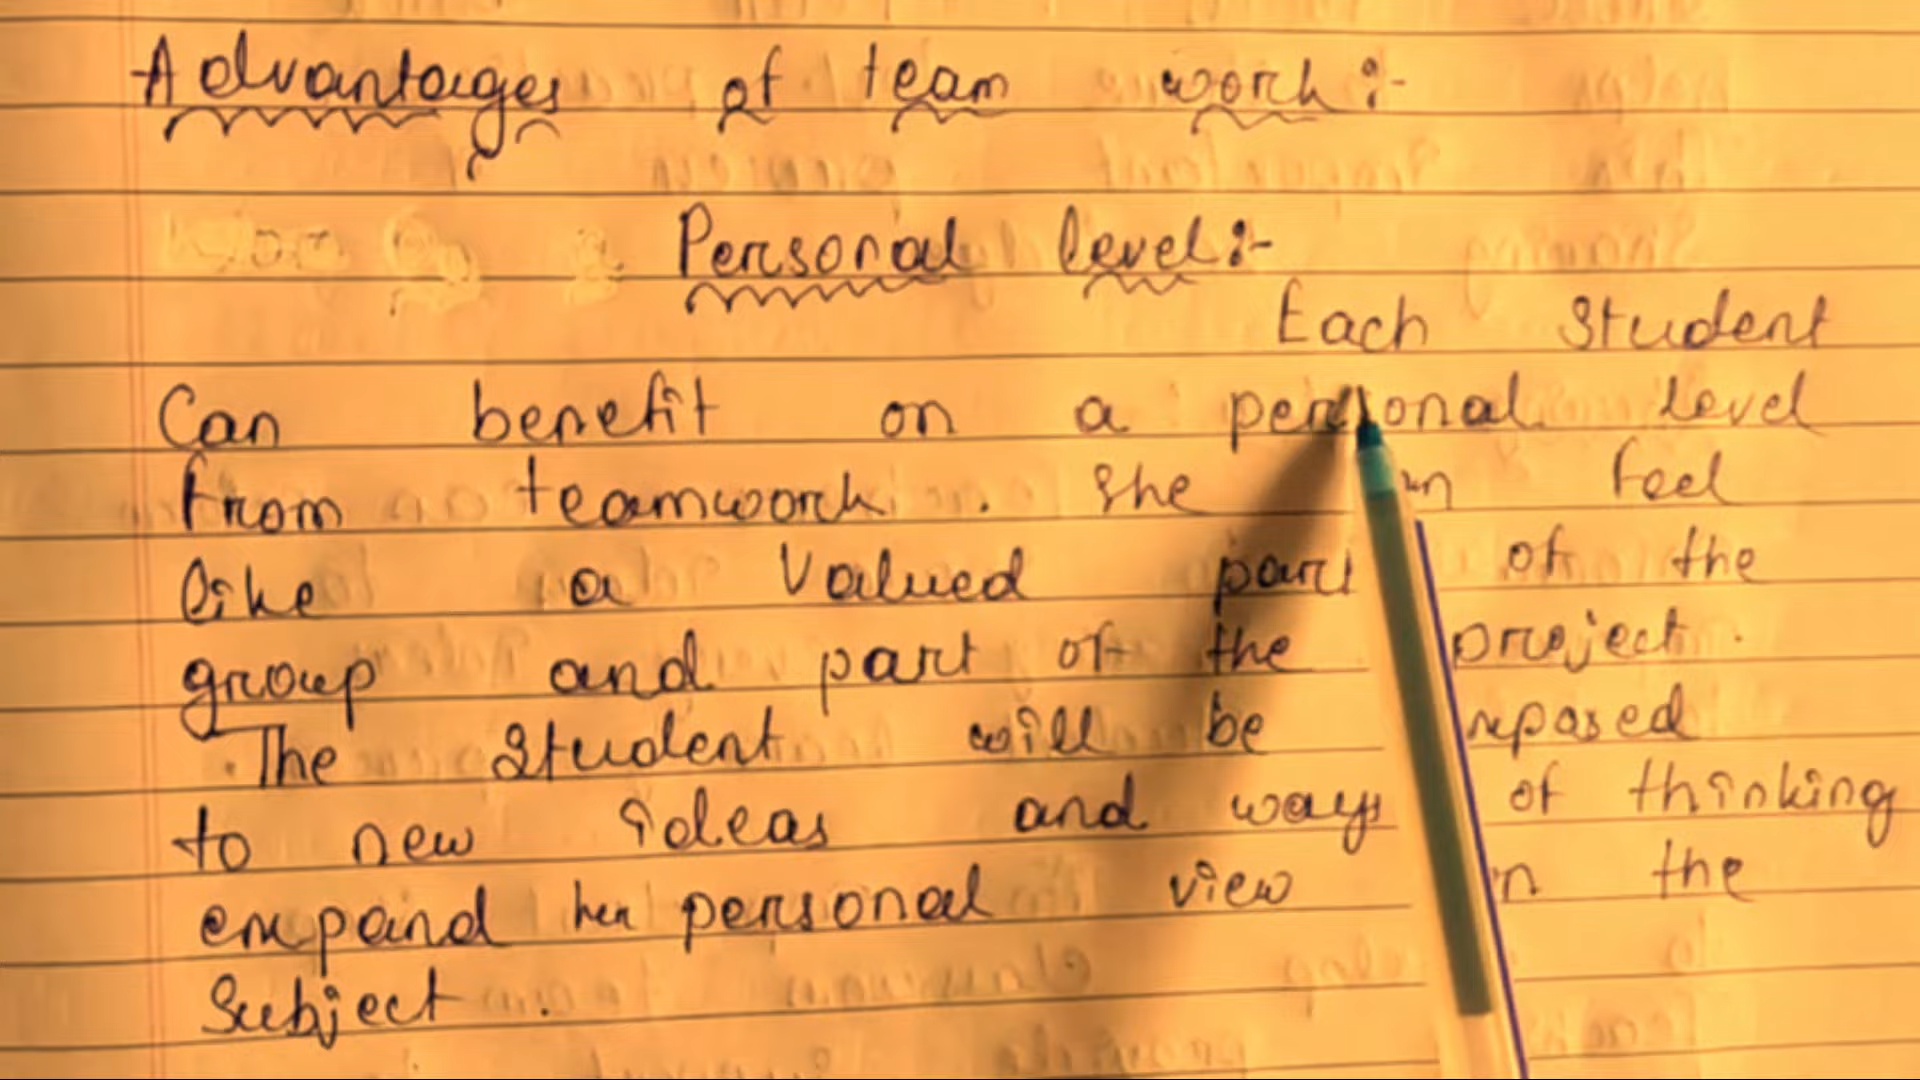 Advantages of team work :-
Personal level :-
Each Student
Can benefit on a personal level
from teamwork. She feel
like a Valued part of the
group and part of the project.
The Student will be
to new ideas and ways of thinking
expand her personal view the
Subject.